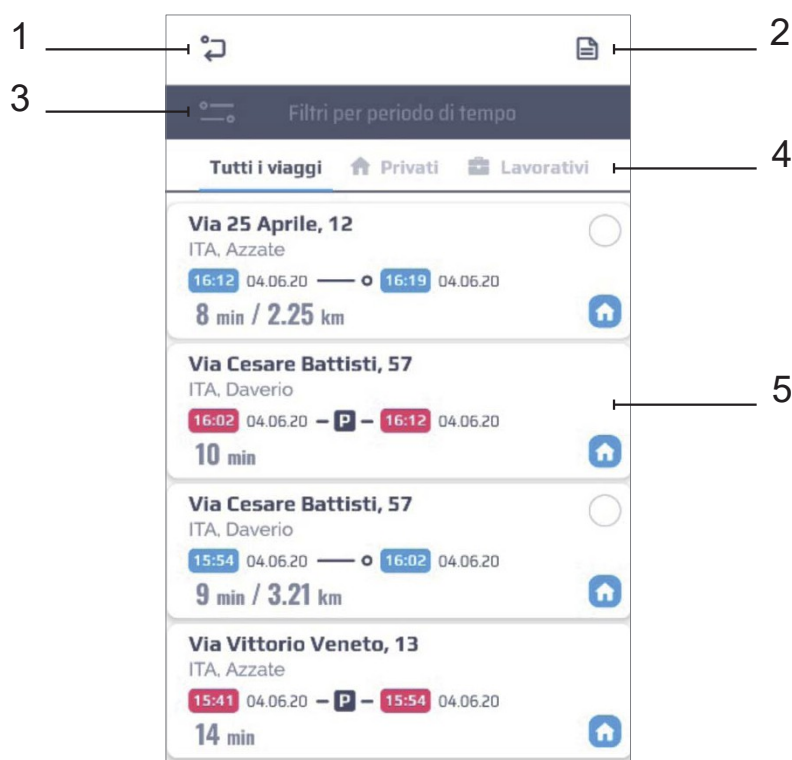 1
2
3
Filtri per periodo di tempo
Tutti i viaggi Privati Lavorativi
4
Via 25 Aprile, 12
ITA, Azzate
16:12 04.06.20 16:19 04.06.20
8 min / 2.25 km
Via Cesare Battisti, 57
5
ITA, Daverio
16:02 04.06.20 P 16:12 04.06.20
10 min
Via Cesare Battisti, 57
ITA, Daverio
15:54 04.06.20 16:02 04.06.20
9 min / 3.21 km
Via Vittorio Veneto, 13
ITA, Azzate
15:41 04.06.20 P 15:54 04.06.20
14 min